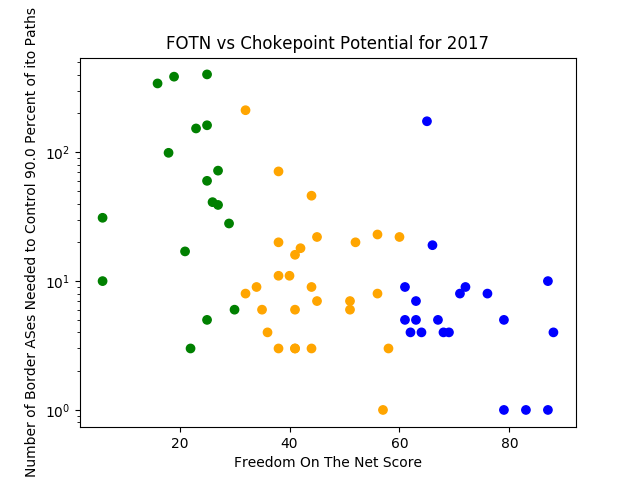 FOTN vs Chokepoint Potential for 2017
Number of Border ASes Needed to Control 90.0 Percent of ito Paths
10²
10¹
10⁰
20 40 60 80
Freedom On The Net Score